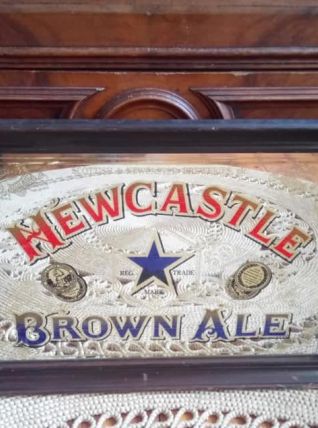 NEWCASTLE
REG. TRADE
MARK
BROWN ALE